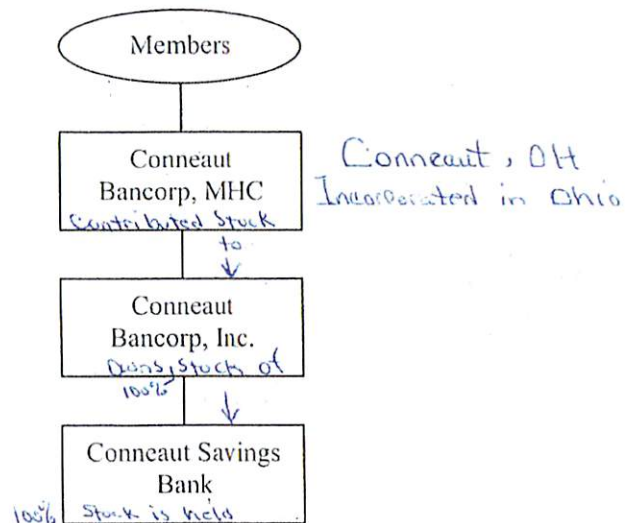 Members
Conneaut
Bancorp, MHC
Contributed Stock
to
Conneaut, OH
Incorporated in Ohio
Conneaut
Bancorp, Inc.
Owns Stock of
100%
Conneaut Savings
Bank
100% Stock is held